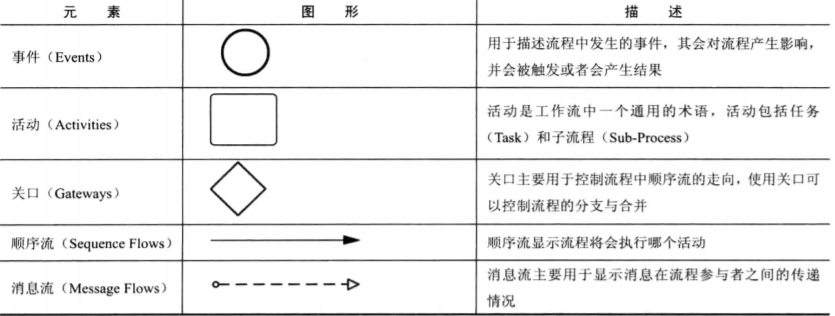 元 素 图 形 描 述
事件（Events）
用于描述流程中发生的事件，其会对流程产生影响，
并会被触发或者会产生结果
活动（Activities）
活动是工作流中一个通用的术语，活动包括任务
（Task）和子流程（Sub-Process）
关口（Gateways）
关口主要用于控制流程中顺序流的走向，使用关口可
以控制流程的分支与合并
顺序流（Sequence Flows）
顺序流显示流程将会执行哪个活动
消息流（Message Flows）
消息流主要用于显示消息在流程参与者之间的传递
情况